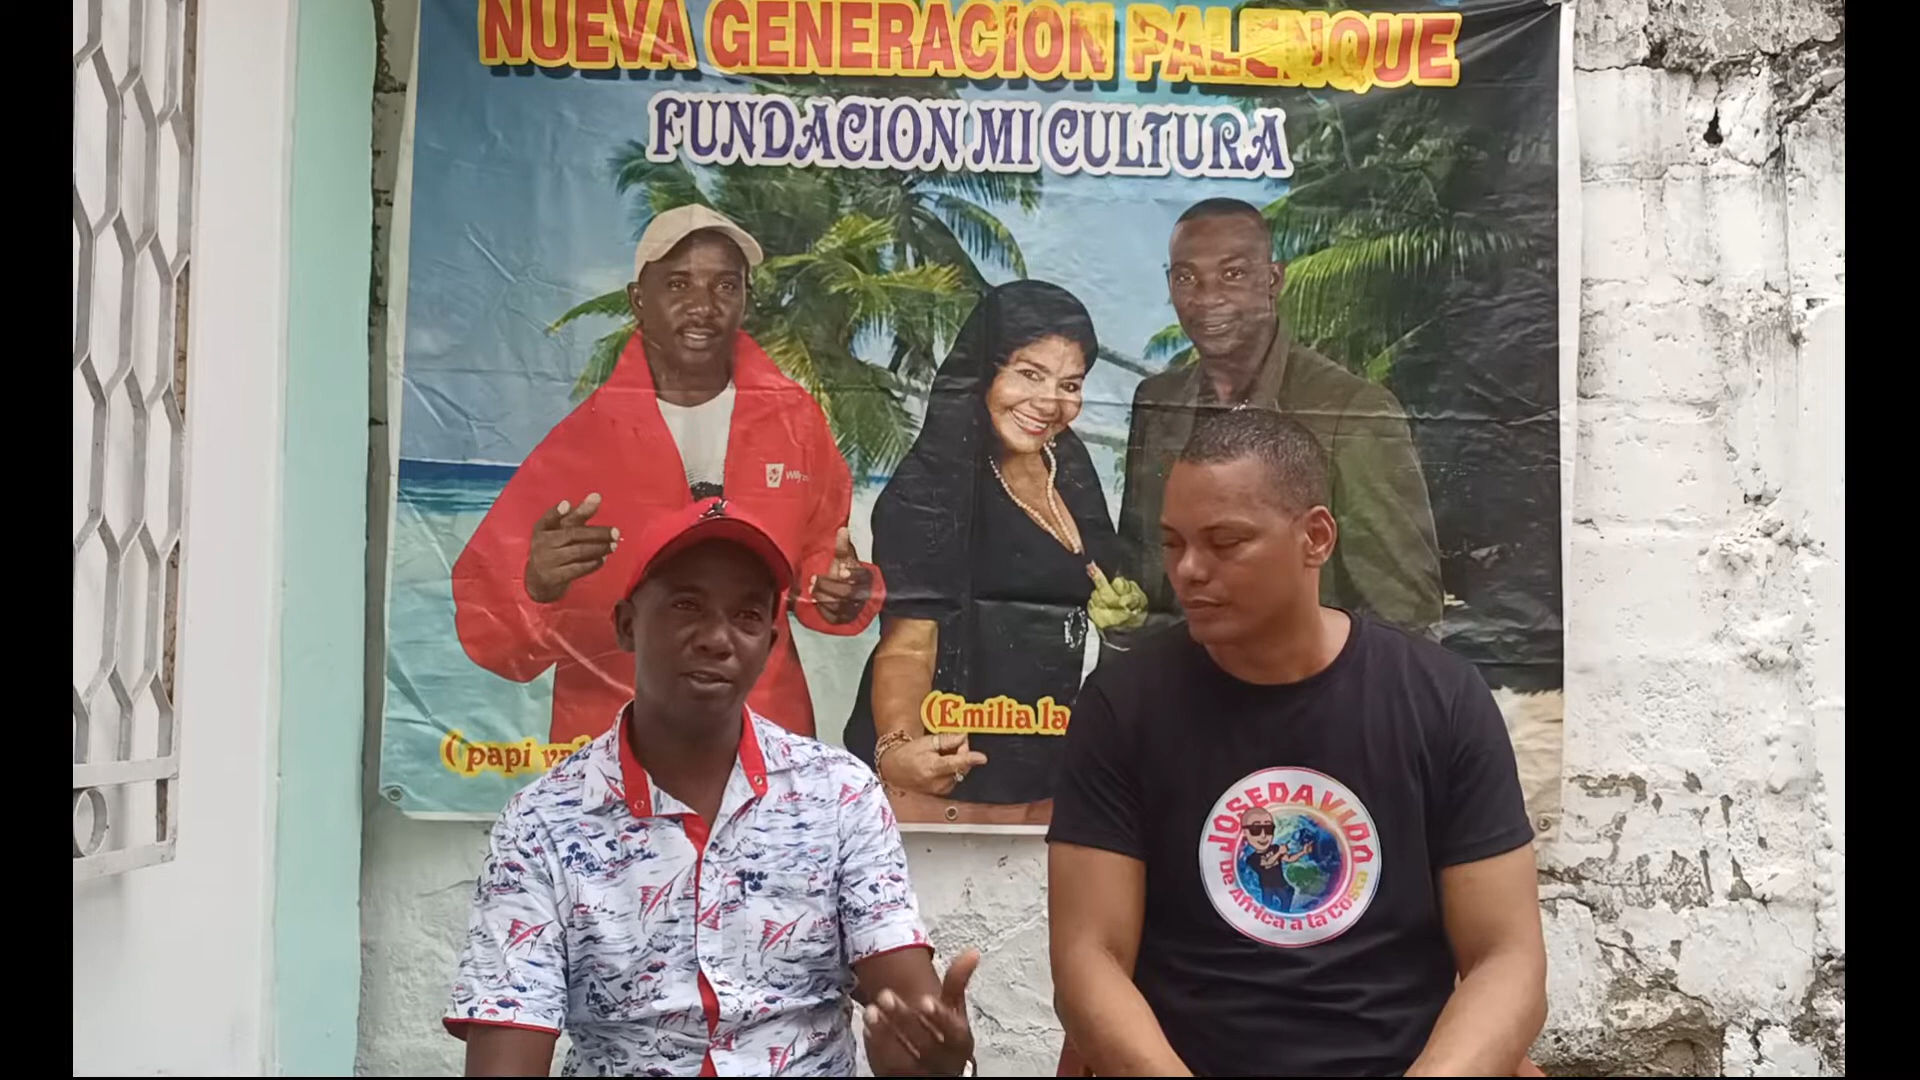 NUEVA GENERACION PALENQUE
FUNDACION MI CULTURA
(Emilia la
( papi
JOSEDAVIDO
De Africa a la Costa